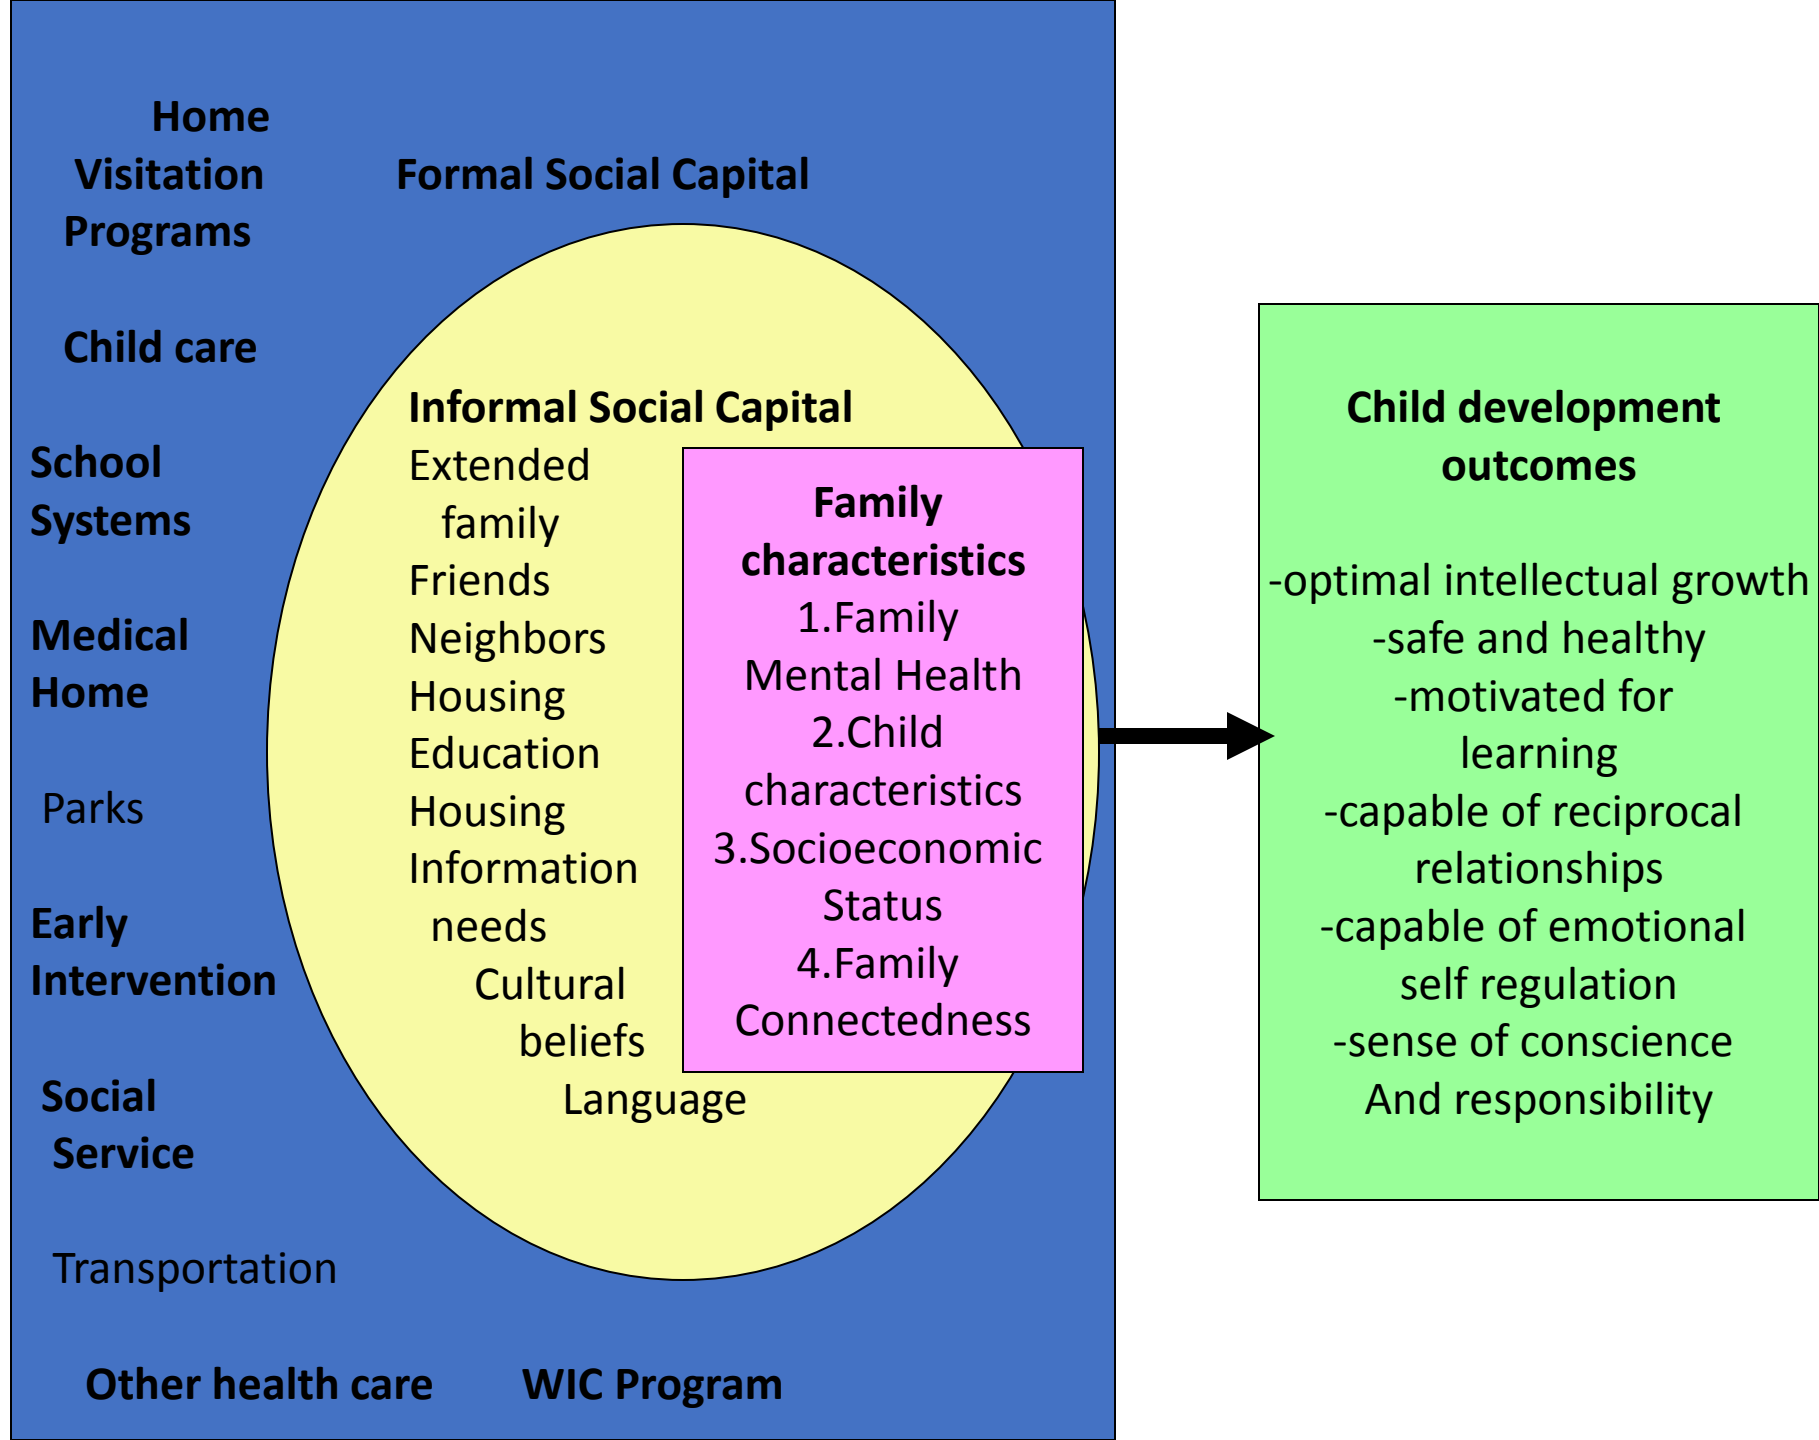 Home
Visitation
Programs
Formal Social Capital
Child care
School
Systems
Medical
Home
Parks
Early
Intervention
Social
Service
Transportation
Other health care
WIC Program
Informal Social Capital
Extended
family
Friends
Neighbors
Housing
Education
Housing
Information
needs
Cultural
beliefs
Language
Family
characteristics
1.Family
Mental Health
2.Child
characteristics
3.Socioeconomic
Status
4.Family
Connectedness
Child development
outcomes
-optimal intellectual growth
-safe and healthy
-motivated for
learning
-capable of reciprocal
relationships
-capable of emotional
self regulation
-sense of conscience
And responsibility